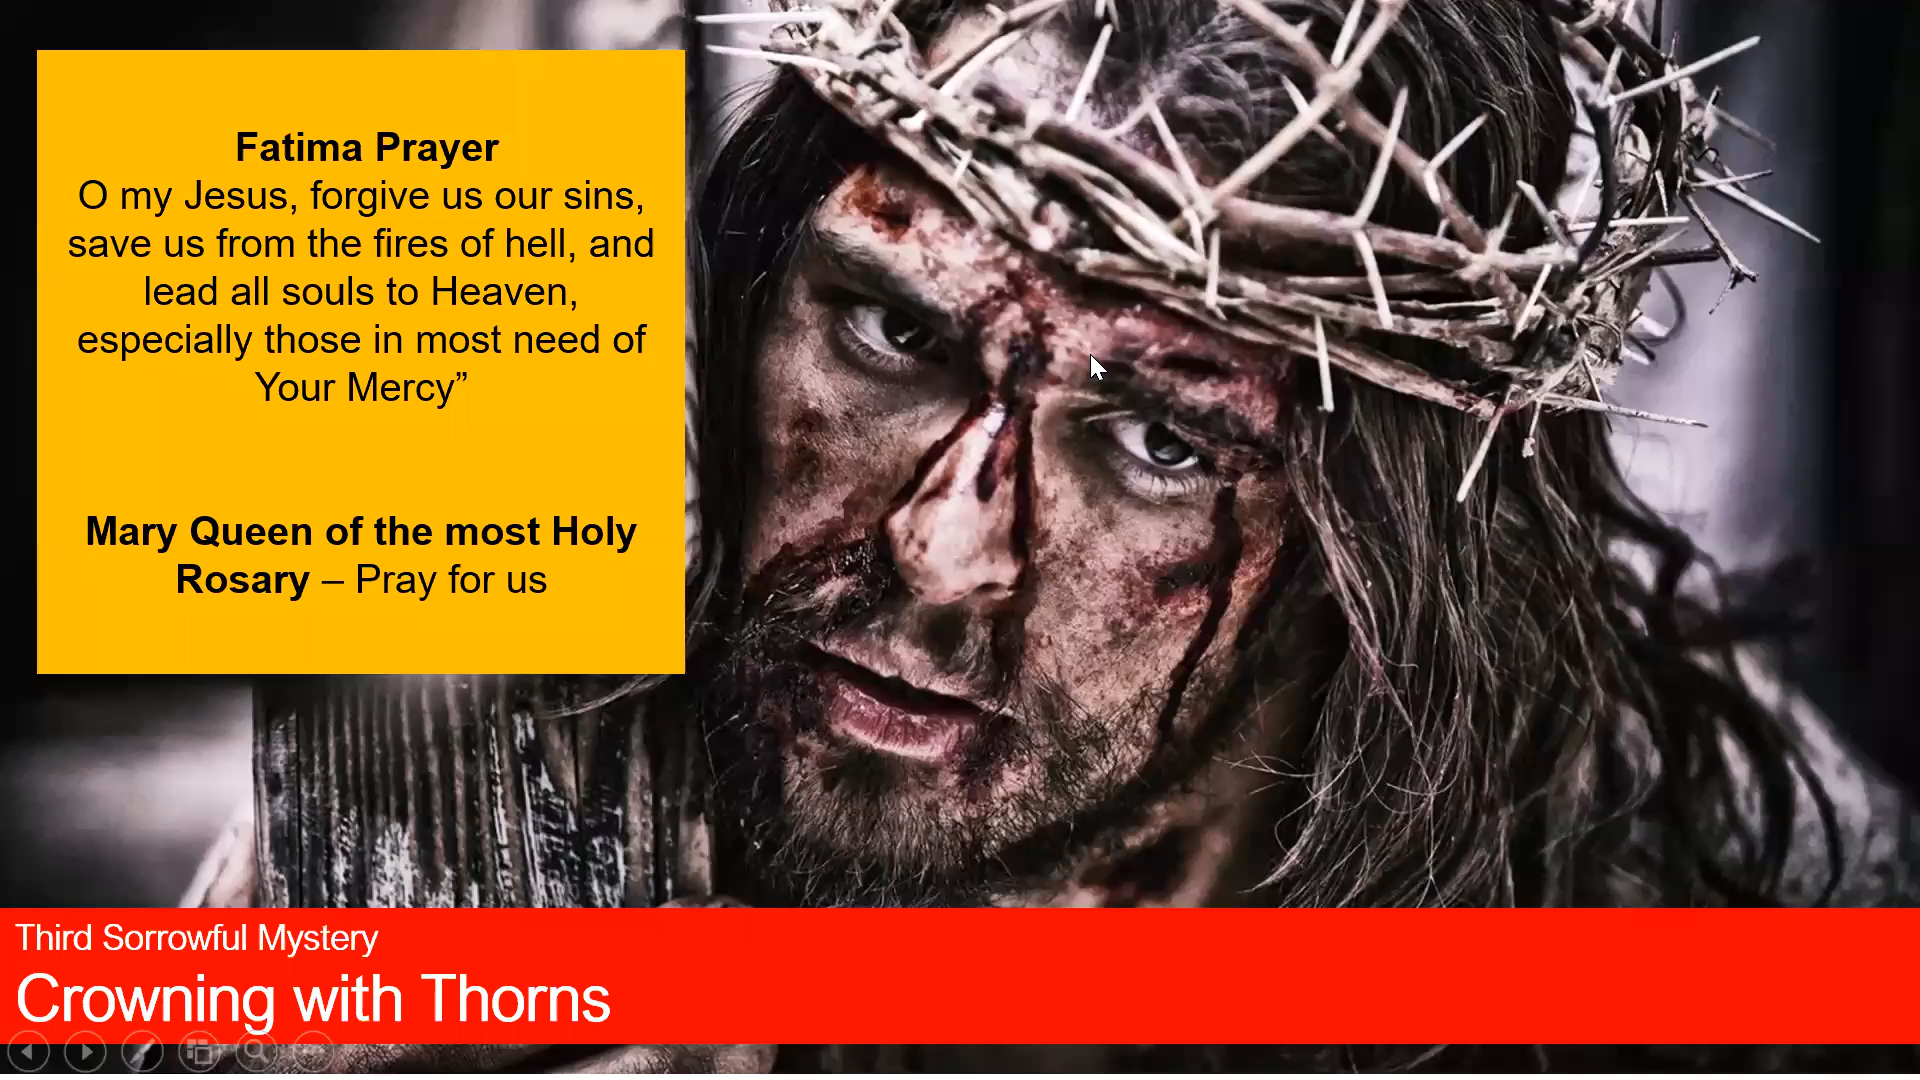 Fatima Prayer
O my Jesus, forgive us our sins,
save us from the fires of hell, and
lead all souls to Heaven,
especially those in most need of
Your Mercy”
Mary Queen of the most Holy
Rosary – Pray for us
Third Sorrowful Mystery
Crowning with Thorns